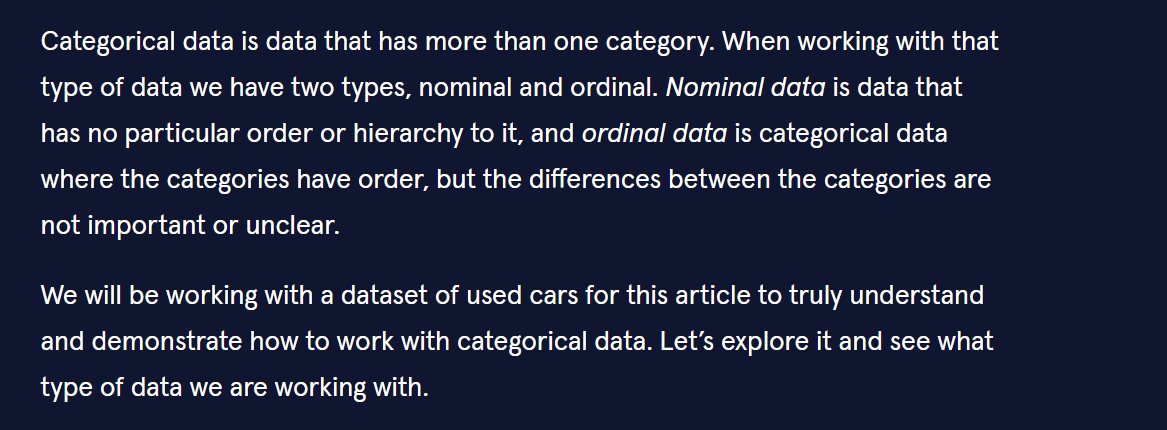 Categorical data is data that has more than one category. When working with that
type of data we have two types, nominal and ordinal. Nominal data is data that
has no particular order or hierarchy to it, and ordinal data is categorical data
where the categories have order, but the differences between the categories are
not important or unclear.
We will be working with a dataset of used cars for this article to truly understand
and demonstrate how to work with categorical data. Let’s explore it and see what
type of data we are working with.